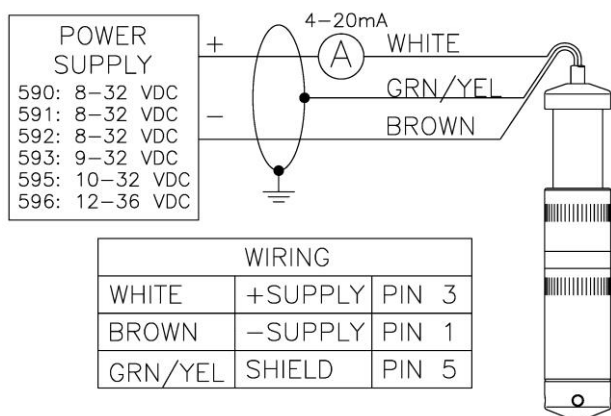 POWER
SUPPLY
590: 8-32 VDC
591: 8-32 VDC
592: 8-32 VDC
593: 9-32 VDC
595: 10-32 VDC
596: 12-36 VDC
+
-
4-20mA
A
WHITE
GRN/YEL
BROWN
WIRING
WHITE +SUPPLY PIN 3
BROWN -SUPPLY PIN 1
GRN/YEL SHIELD PIN 5